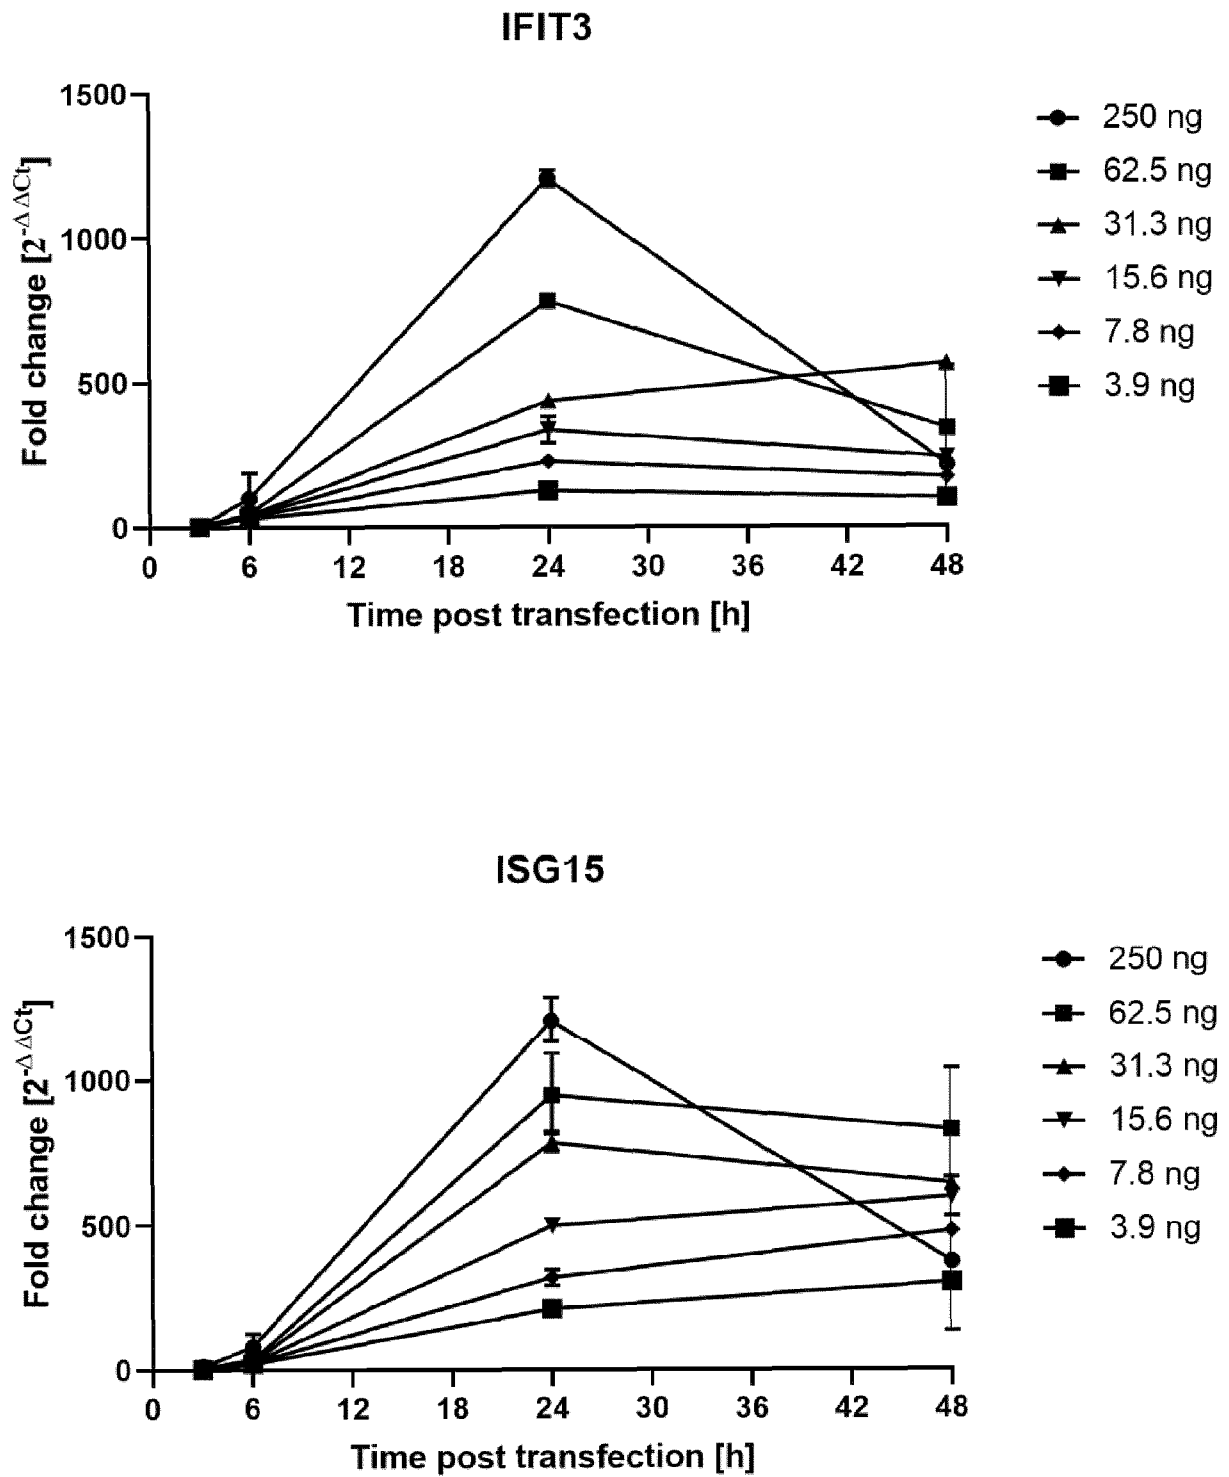 IFIT3
Fold change [2-ΔΔCt]
1500
1000
500
0
0 6 12 18 24 30 36 42 48
Time post transfection [h]
250 ng
62.5 ng
31.3 ng
15.6 ng
7.8 ng
3.9 ng
ISG15
Fold change [2-ΔΔCt]
1500
1000
500
0
0 6 12 18 24 30 36 42 48
Time post transfection [h]
250 ng
62.5 ng
31.3 ng
15.6 ng
7.8 ng
3.9 ng